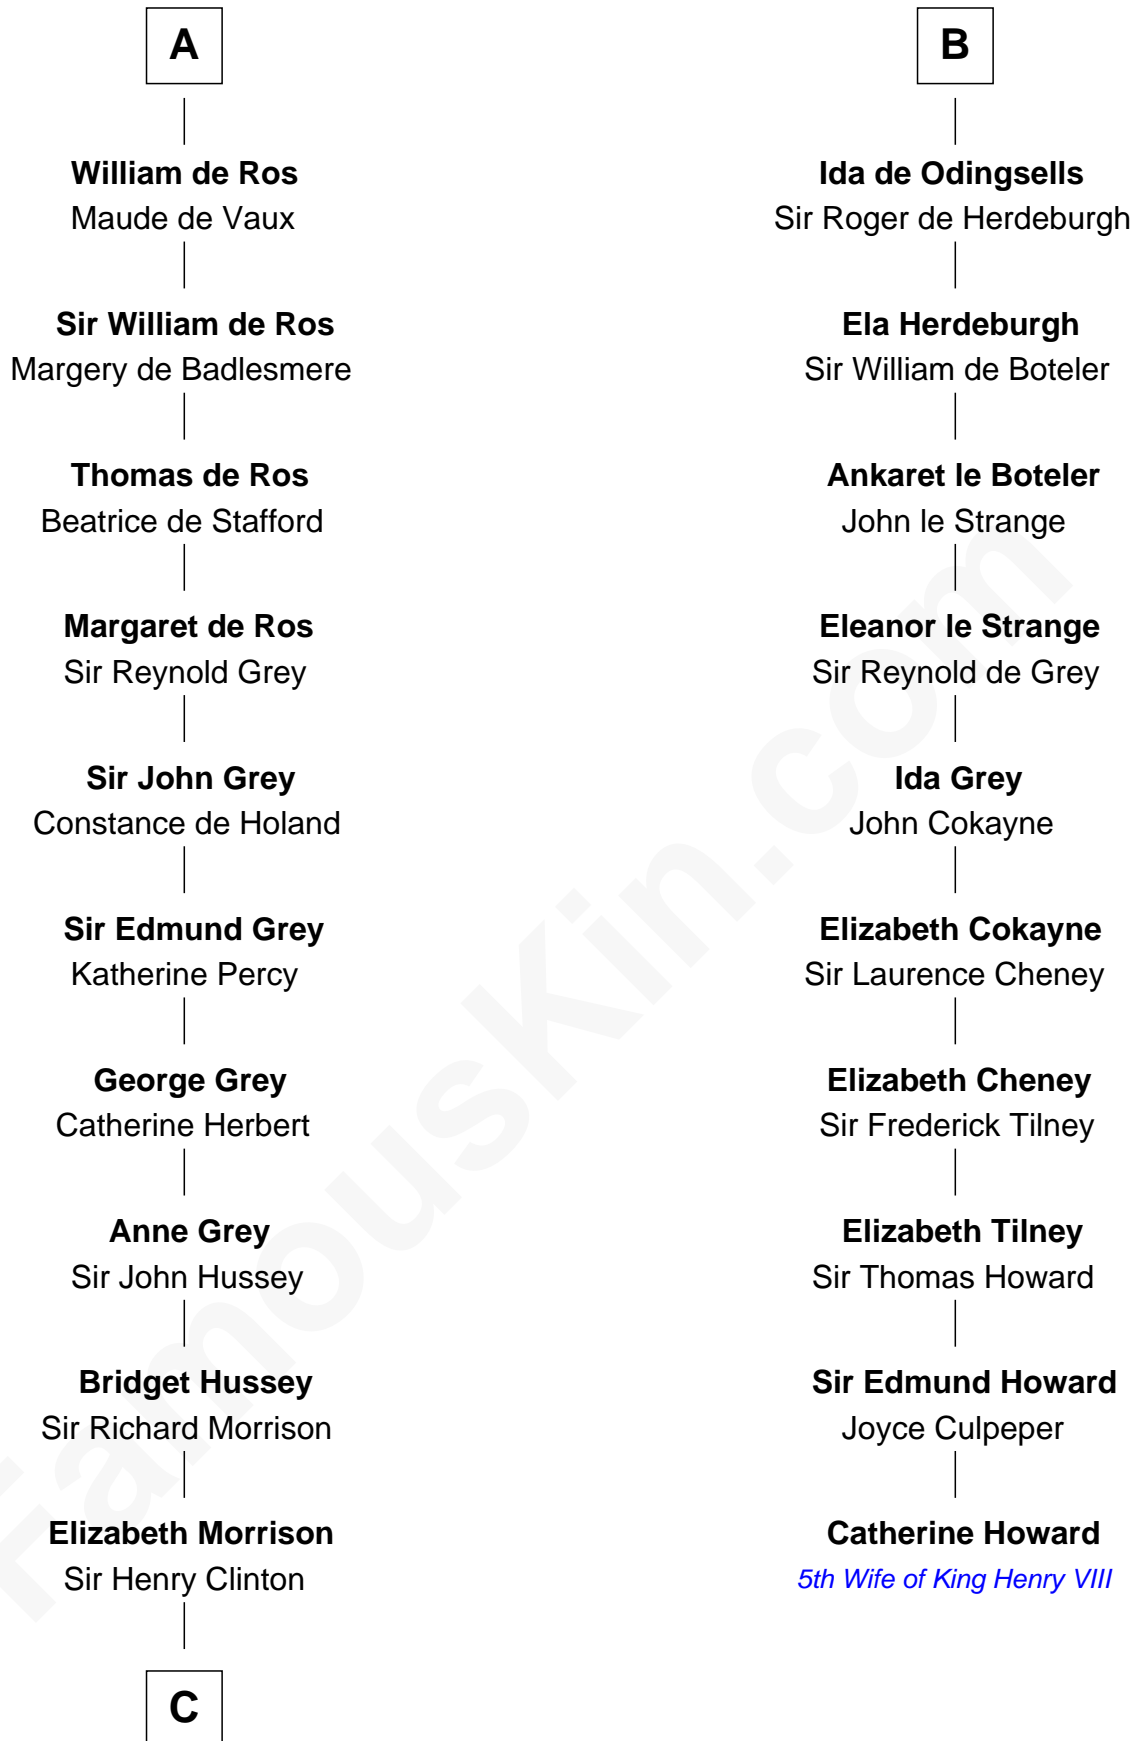 A
William de Ros
Maude de Vaux
Sir William de Ros
Margery de Badlesmere
Thomas de Ros
Beatrice de Stafford
Margaret de Ros
Sir Reynold Grey
Sir John Grey
Constance de Holand
Sir Edmund Grey
Katherine Percy
George Grey
Catherine Herbert
Anne Grey
Sir John Hussey
Bridget Hussey
Sir Richard Morrison
Elizabeth Morrison
Sir Henry Clinton
C
B
Ida de Odingsells
Sir Roger de Herdeburgh
Ela Herdeburgh
Sir William de Boteler
Ankaret le Boteler
John le Strange
Eleanor le Strange
Sir Reynold de Grey
Ida Grey
John Cokayne
Elizabeth Cokayne
Sir Laurence Cheney
Elizabeth Cheney
Sir Frederick Tilney
Elizabeth Tilney
Sir Thomas Howard
Sir Edmund Howard
Joyce Culpeper
Catherine Howard
5th Wife of King Henry VIII
FamousKin.com